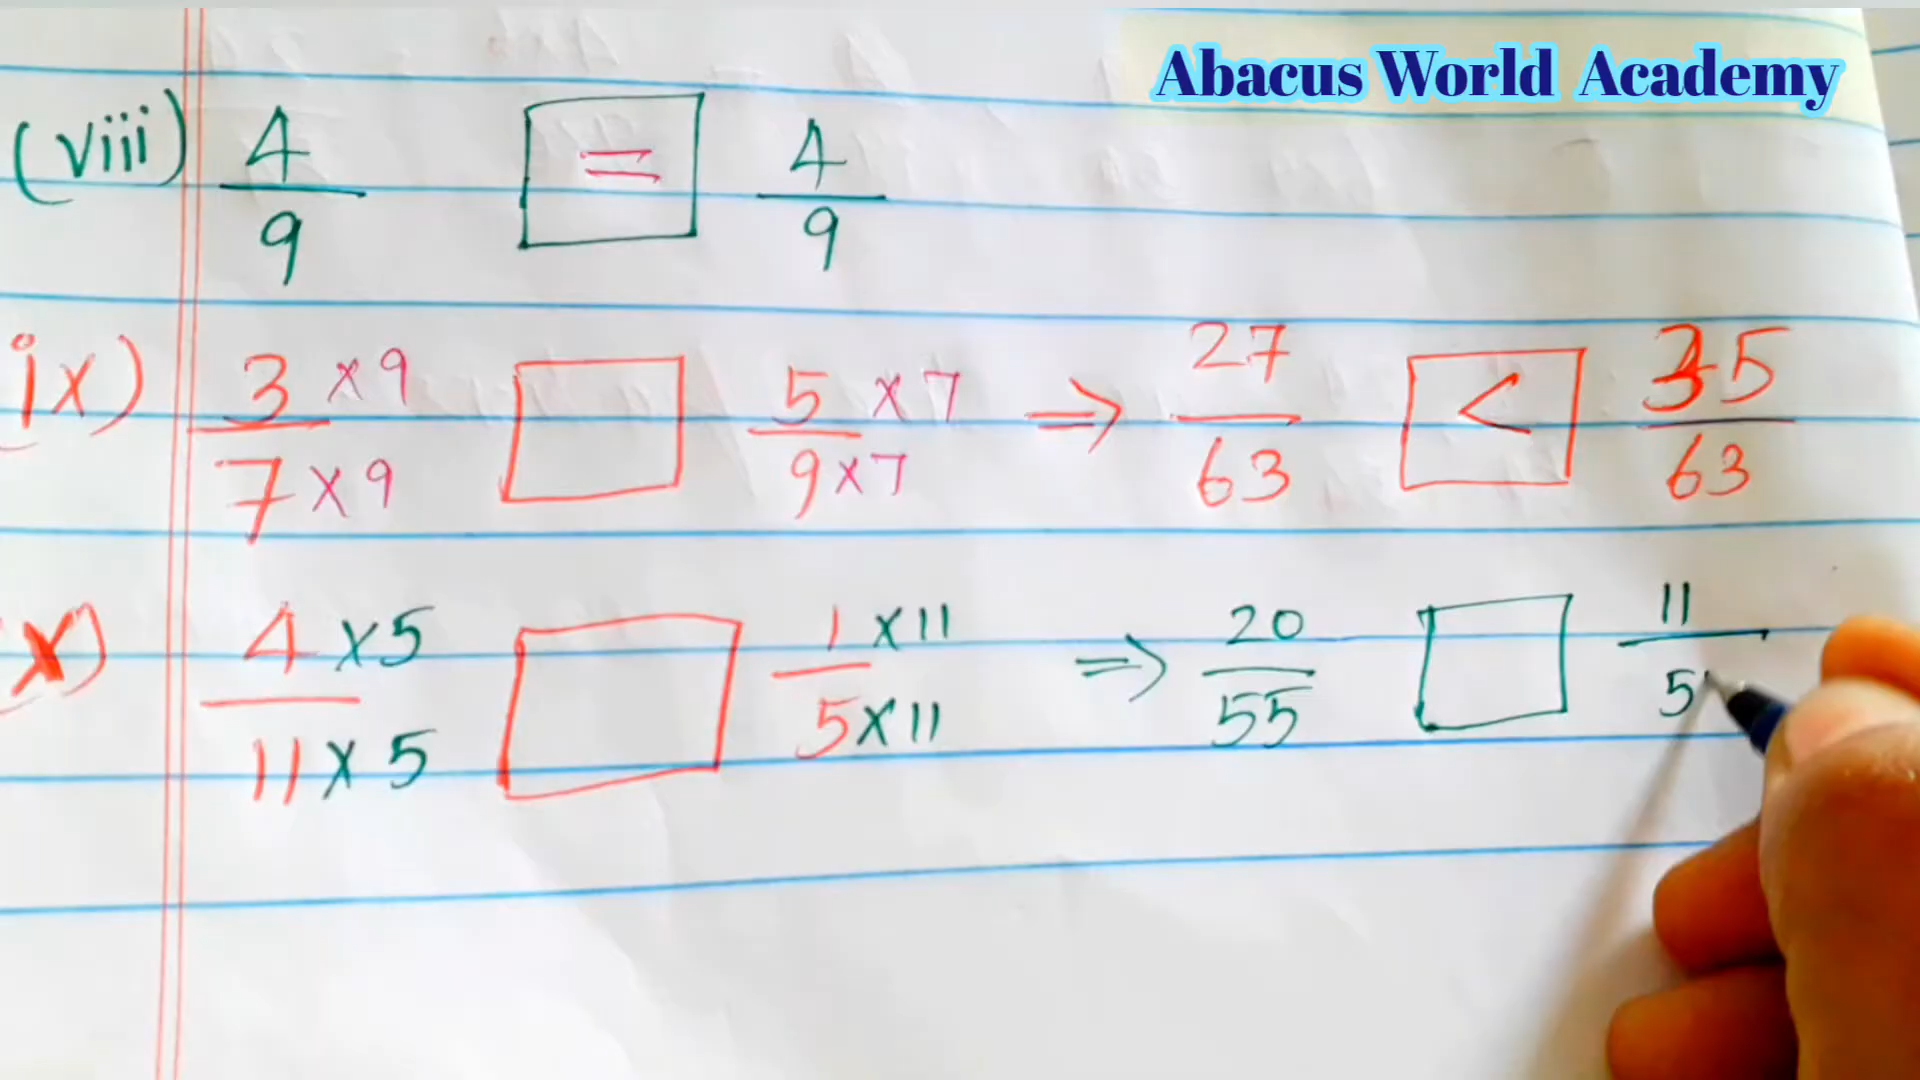 Abacus World Academy
(viii) 4/9 = 4/9
ix) 3 × 9 / 7 × 9 □ 5 × 7 / 9 × 7 ⇒ 27/63 < 35/63
x) 4 × 5 / 11 × 5 □ 1 × 11 / 5 × 11 ⇒ 20/55 □ 11/5